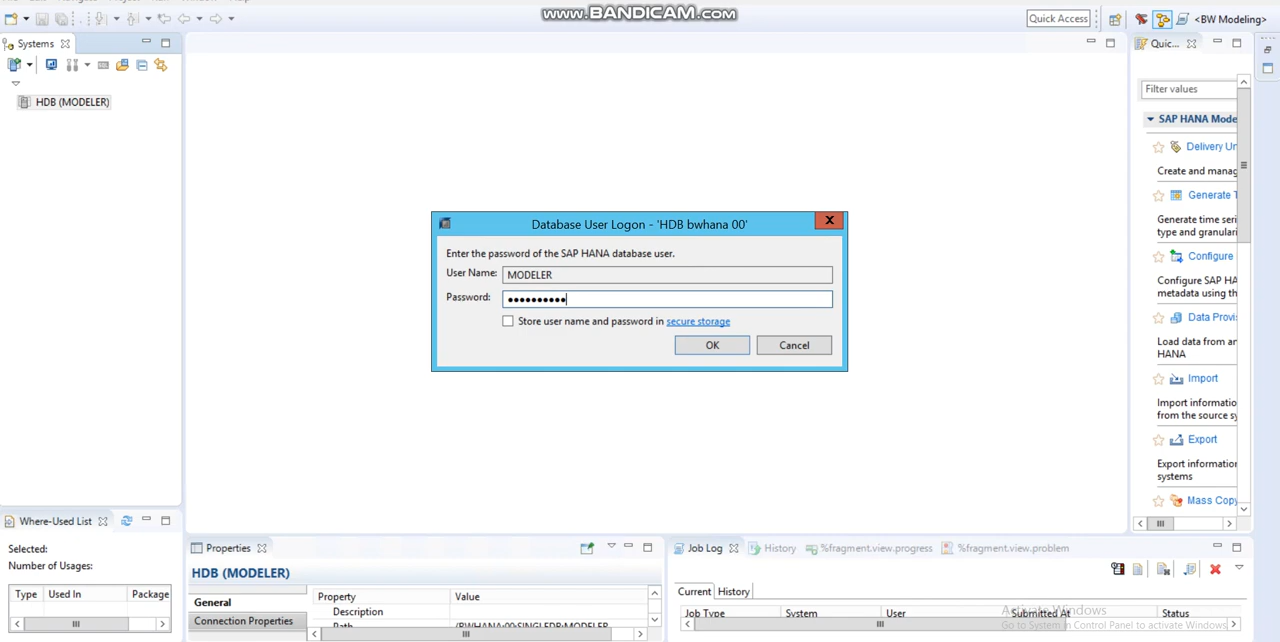 www.BANDICAM.com
Quick Access
<BW Modeling>
Systems
HDB (MODELER)
Quic...
Filter values
SAP HANA Mode
Delivery Un
Create and manag
Generate T
Generate time seri
type and granulari
Configure
Configure SAP H
metadata using th
Data Provi
Load data from an
HANA
Import
Import informatio
from the source sy
Export
Export information
systems
Mass Copy
Database User Logon - 'HDB bwhana 00'
Enter the password of the SAP HANA database user.
User Name: MODELER
Password: ●●●●●●●●●●
Store user name and password in secure storage
OK Cancel
Where-Used List
Selected:
Number of Usages:
Type Used In Package
Properties
HDB (MODELER)
General
Connection Properties
Property Value
Description
Job Log History %fragment.view.progress %fragment.view.problem
Current History
Job Type System User Submitted At Status
Activate Windows
Go to System in Control Panel to activate Windows.